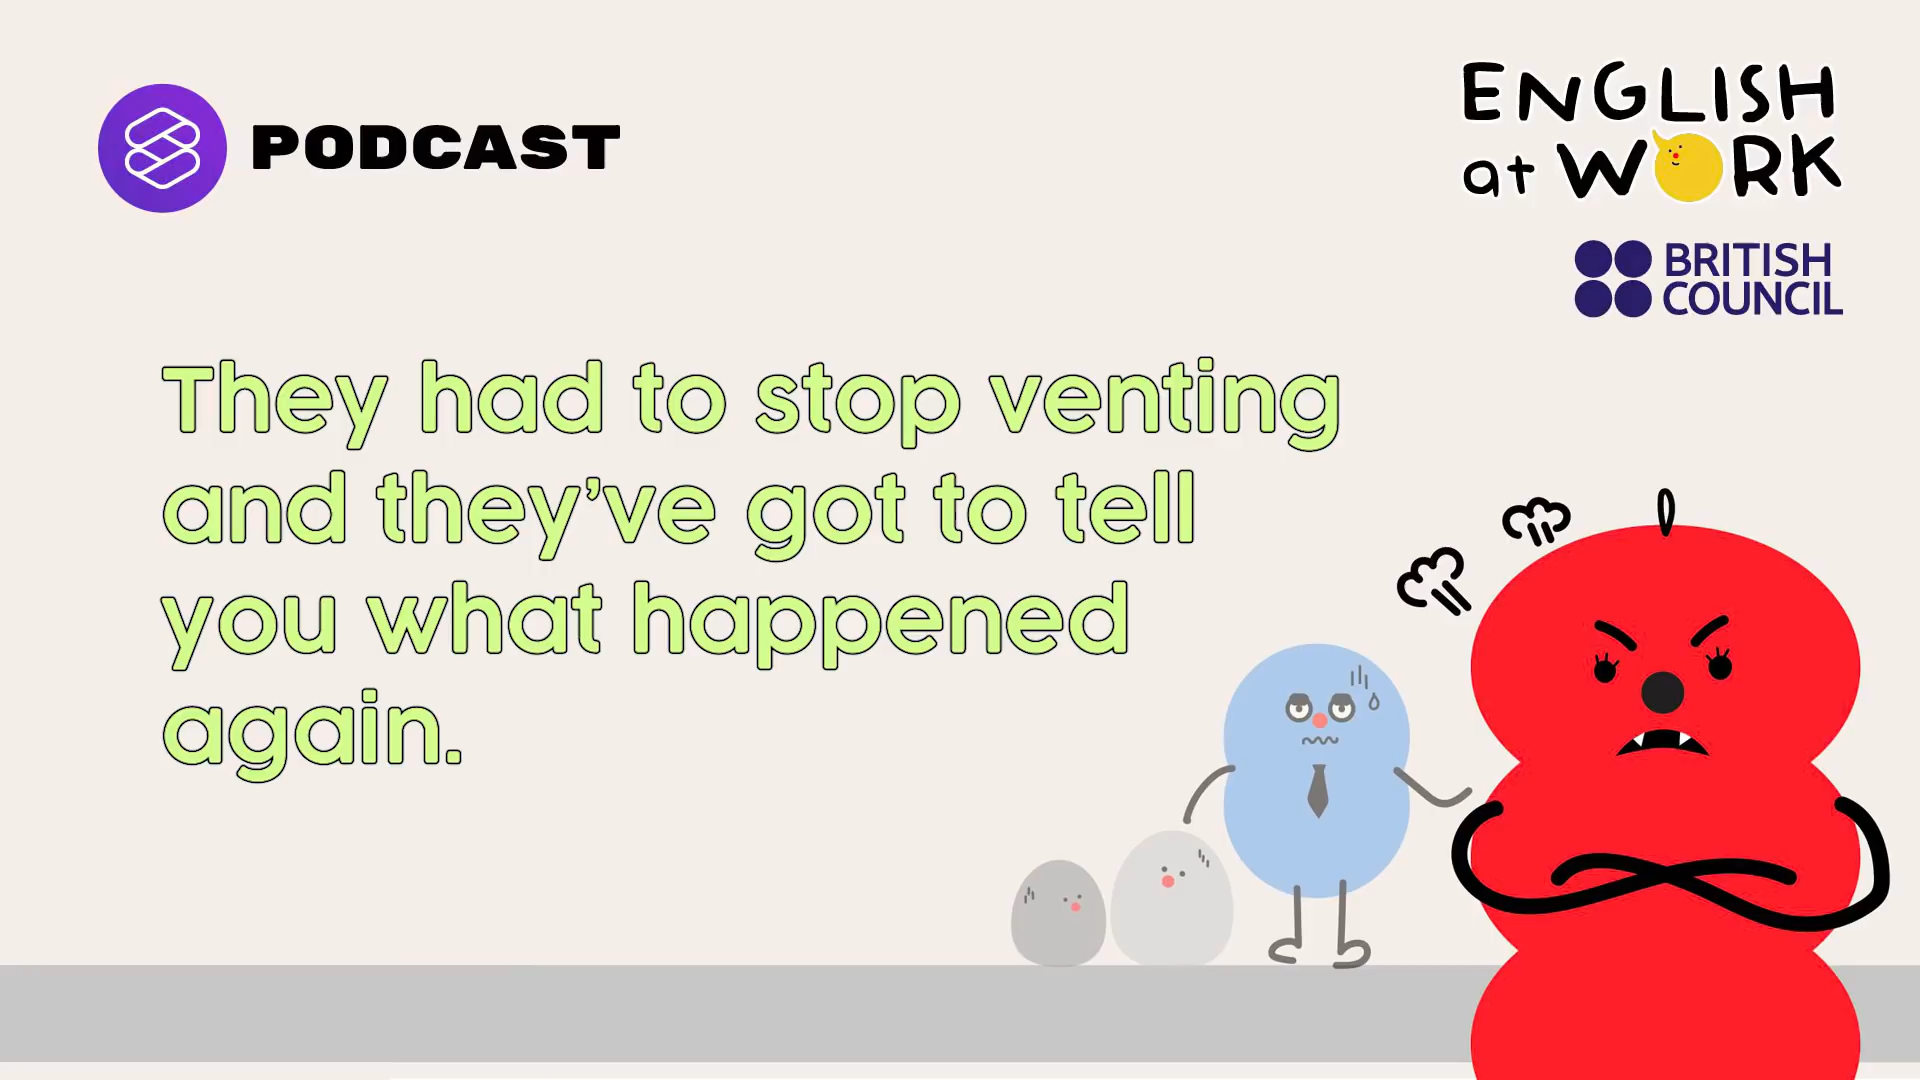 PODCAST
ENGLISH
at WORK
BRITISH
COUNCIL
They had to stop venting
and they’ve got to tell
you what happened
again.